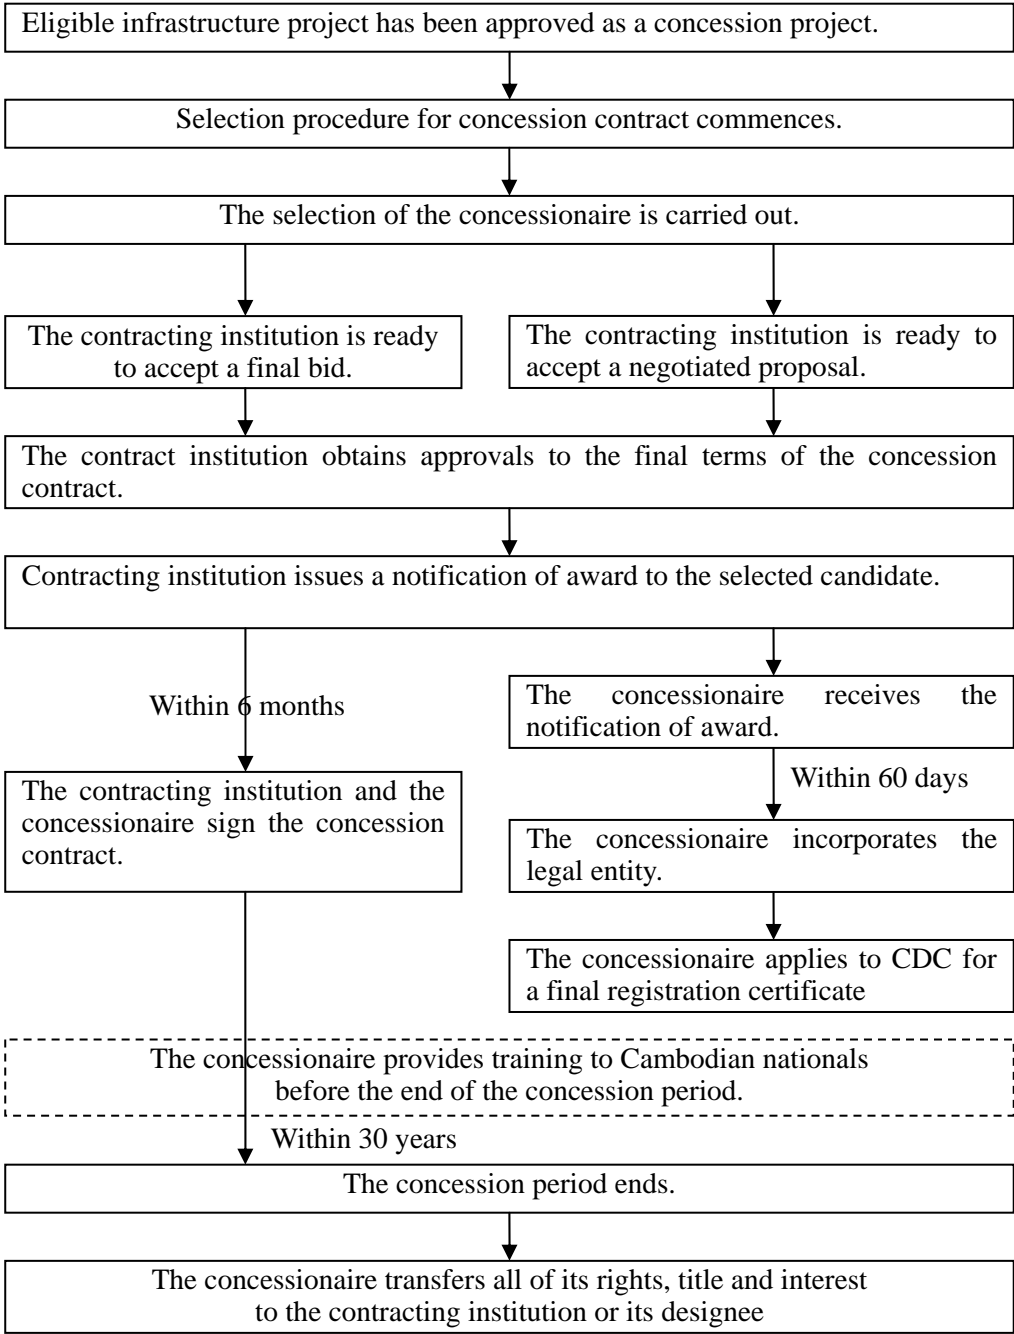 Eligible infrastructure project has been approved as a concession project.
Selection procedure for concession contract commences.
The selection of the concessionaire is carried out.
The contracting institution is ready
to accept a final bid.
The contracting institution is ready to
accept a negotiated proposal.
The contract institution obtains approvals to the final terms of the concession
contract.
Contracting institution issues a notification of award to the selected candidate.
Within 6 months
The concessionaire receives the
notification of award.
Within 60 days
The contracting institution and the
concessionaire sign the concession
contract.
The concessionaire incorporates the
legal entity.
The concessionaire applies to CDC for
a final registration certificate
The concessionaire provides training to Cambodian nationals
before the end of the concession period.
Within 30 years
The concession period ends.
The concessionaire transfers all of its rights, title and interest
to the contracting institution or its designee